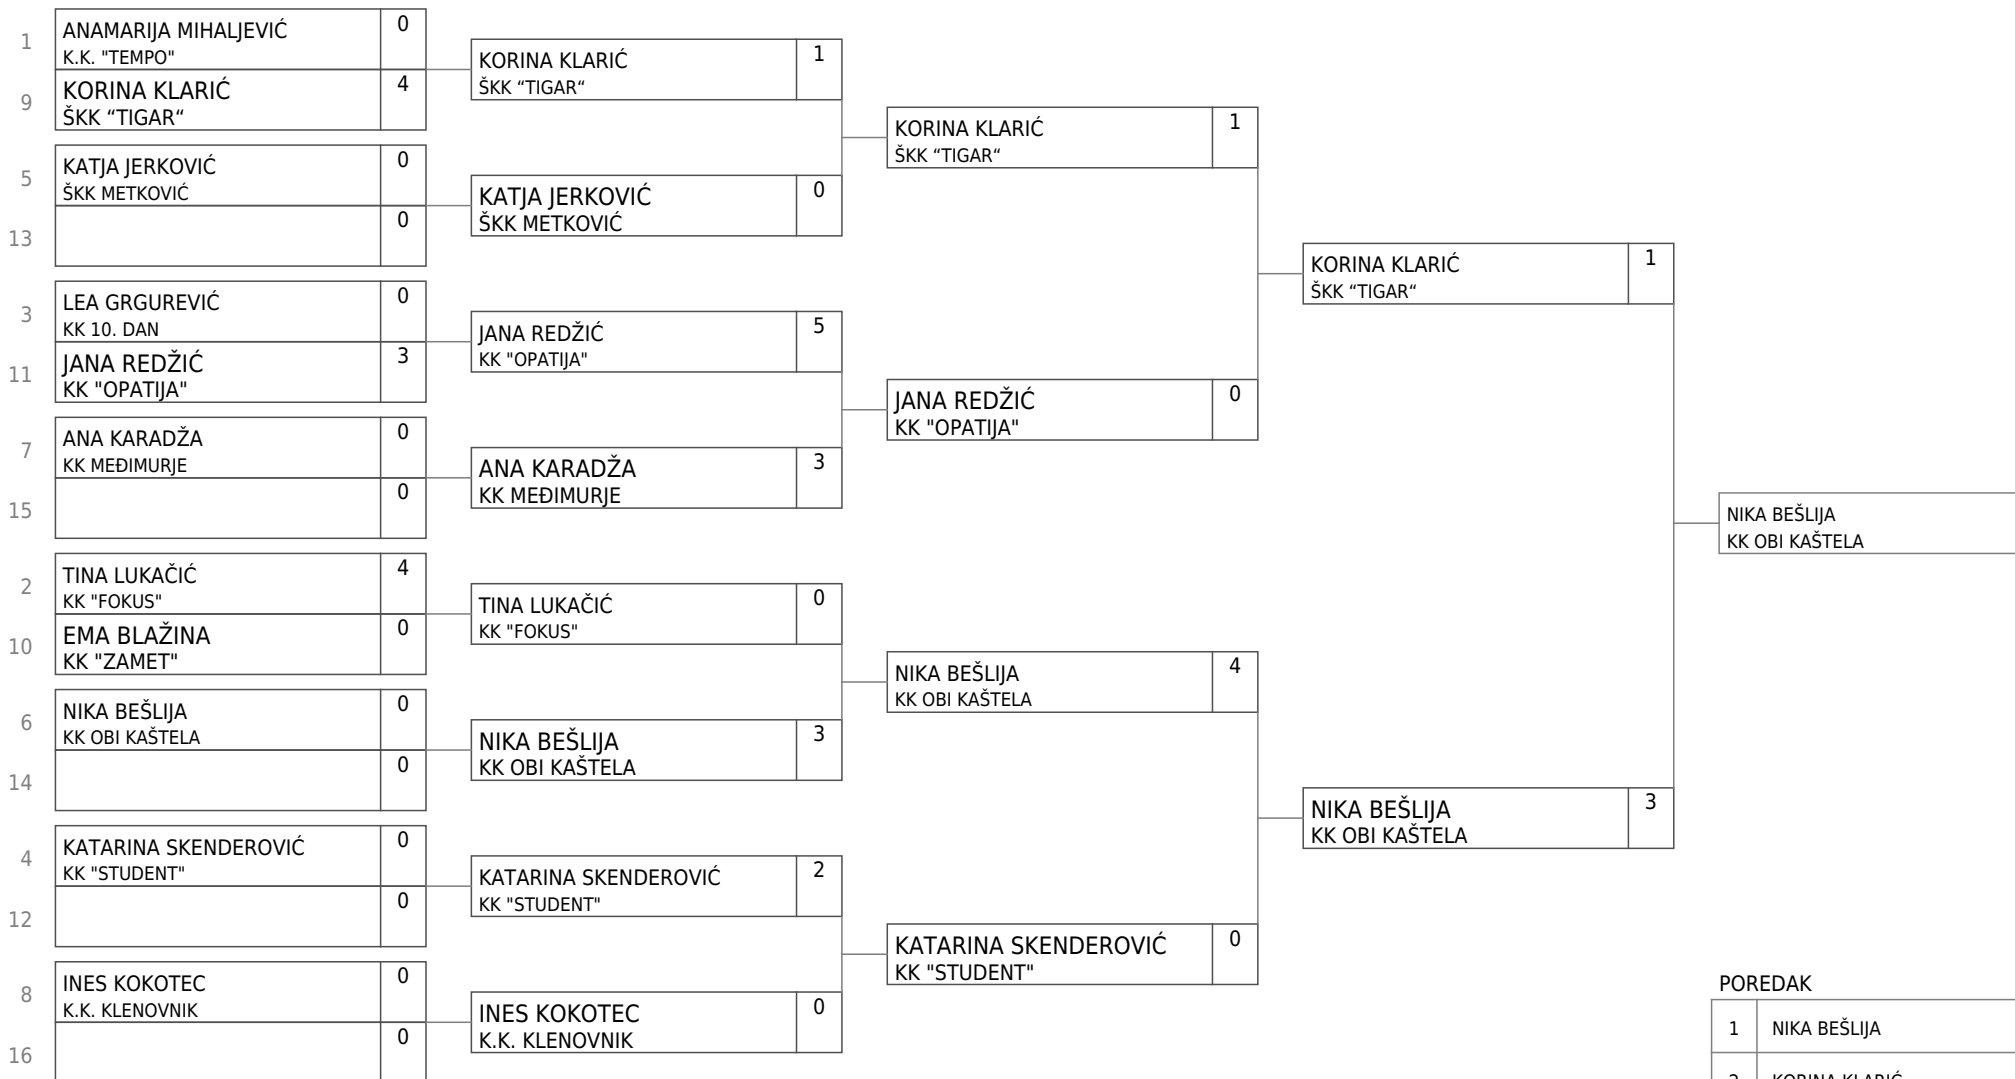 1
ANAMARIJA MIHALJEVIĆ
K.K. "TEMPO"
0
9
KORINA KLARIĆ
ŠKK “TIGAR“
4
5
KATJA JERKOVIĆ
ŠKK METKOVIĆ
0
13
0
3
LEA GRGUREVIĆ
KK 10. DAN
0
11
JANA REDŽIĆ
KK "OPATIJA"
3
7
ANA KARADŽA
KK MEĐIMURJE
0
15
0
2
TINA LUKAČIĆ
KK "FOKUS"
4
10
EMA BLAŽINA
KK "ZAMET"
0
6
NIKA BEŠLIJA
KK OBI KAŠTELA
0
14
0
4
KATARINA SKENDEROVIĆ
KK "STUDENT"
0
12
0
8
INES KOKOTEC
K.K. KLENOVNIK
0
16
0
KORINA KLARIĆ
ŠKK “TIGAR“
1
KATJA JERKOVIĆ
ŠKK METKOVIĆ
0
JANA REDŽIĆ
KK "OPATIJA"
5
ANA KARADŽA
KK MEĐIMURJE
3
TINA LUKAČIĆ
KK "FOKUS"
0
NIKA BEŠLIJA
KK OBI KAŠTELA
3
KATARINA SKENDEROVIĆ
KK "STUDENT"
2
INES KOKOTEC
K.K. KLENOVNIK
0
KORINA KLARIĆ
ŠKK “TIGAR“
1
JANA REDŽIĆ
KK "OPATIJA"
0
NIKA BEŠLIJA
KK OBI KAŠTELA
4
KATARINA SKENDEROVIĆ
KK "STUDENT"
0
KORINA KLARIĆ
ŠKK “TIGAR“
1
NIKA BEŠLIJA
KK OBI KAŠTELA
3
NIKA BEŠLIJA
KK OBI KAŠTELA
POREDAK
1 NIKA BEŠLIJA
2 KORINA KLARIĆ